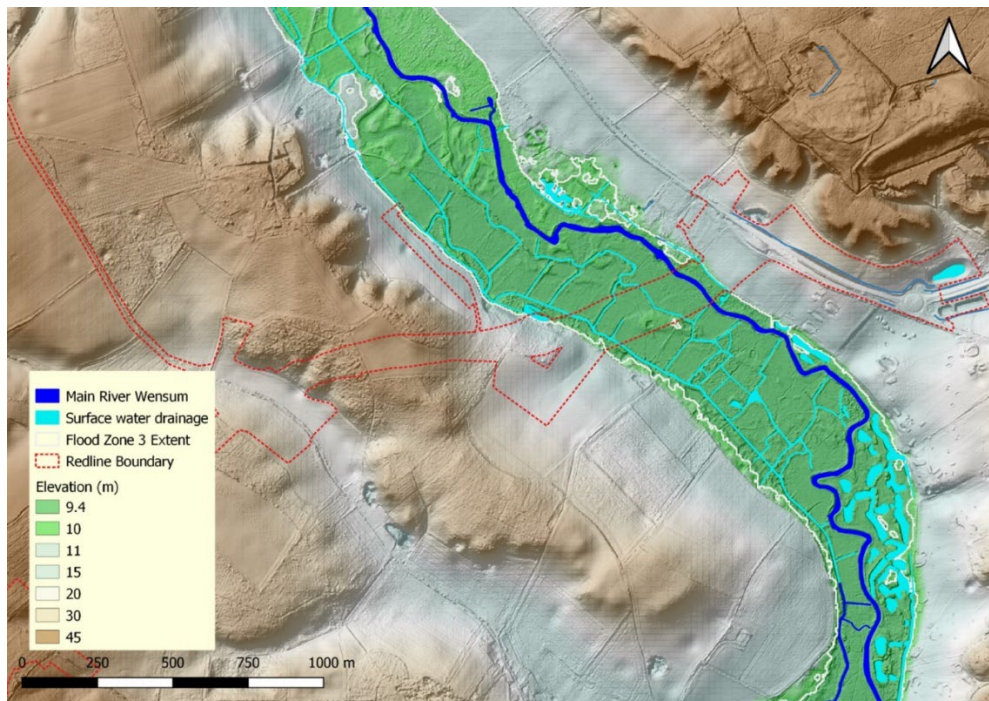 Main River Wensum
Surface water drainage
Flood Zone 3 Extent
Redline Boundary
Elevation (m)
9.4
10
11
15
20
30
45
0 250 500 750 1000 m